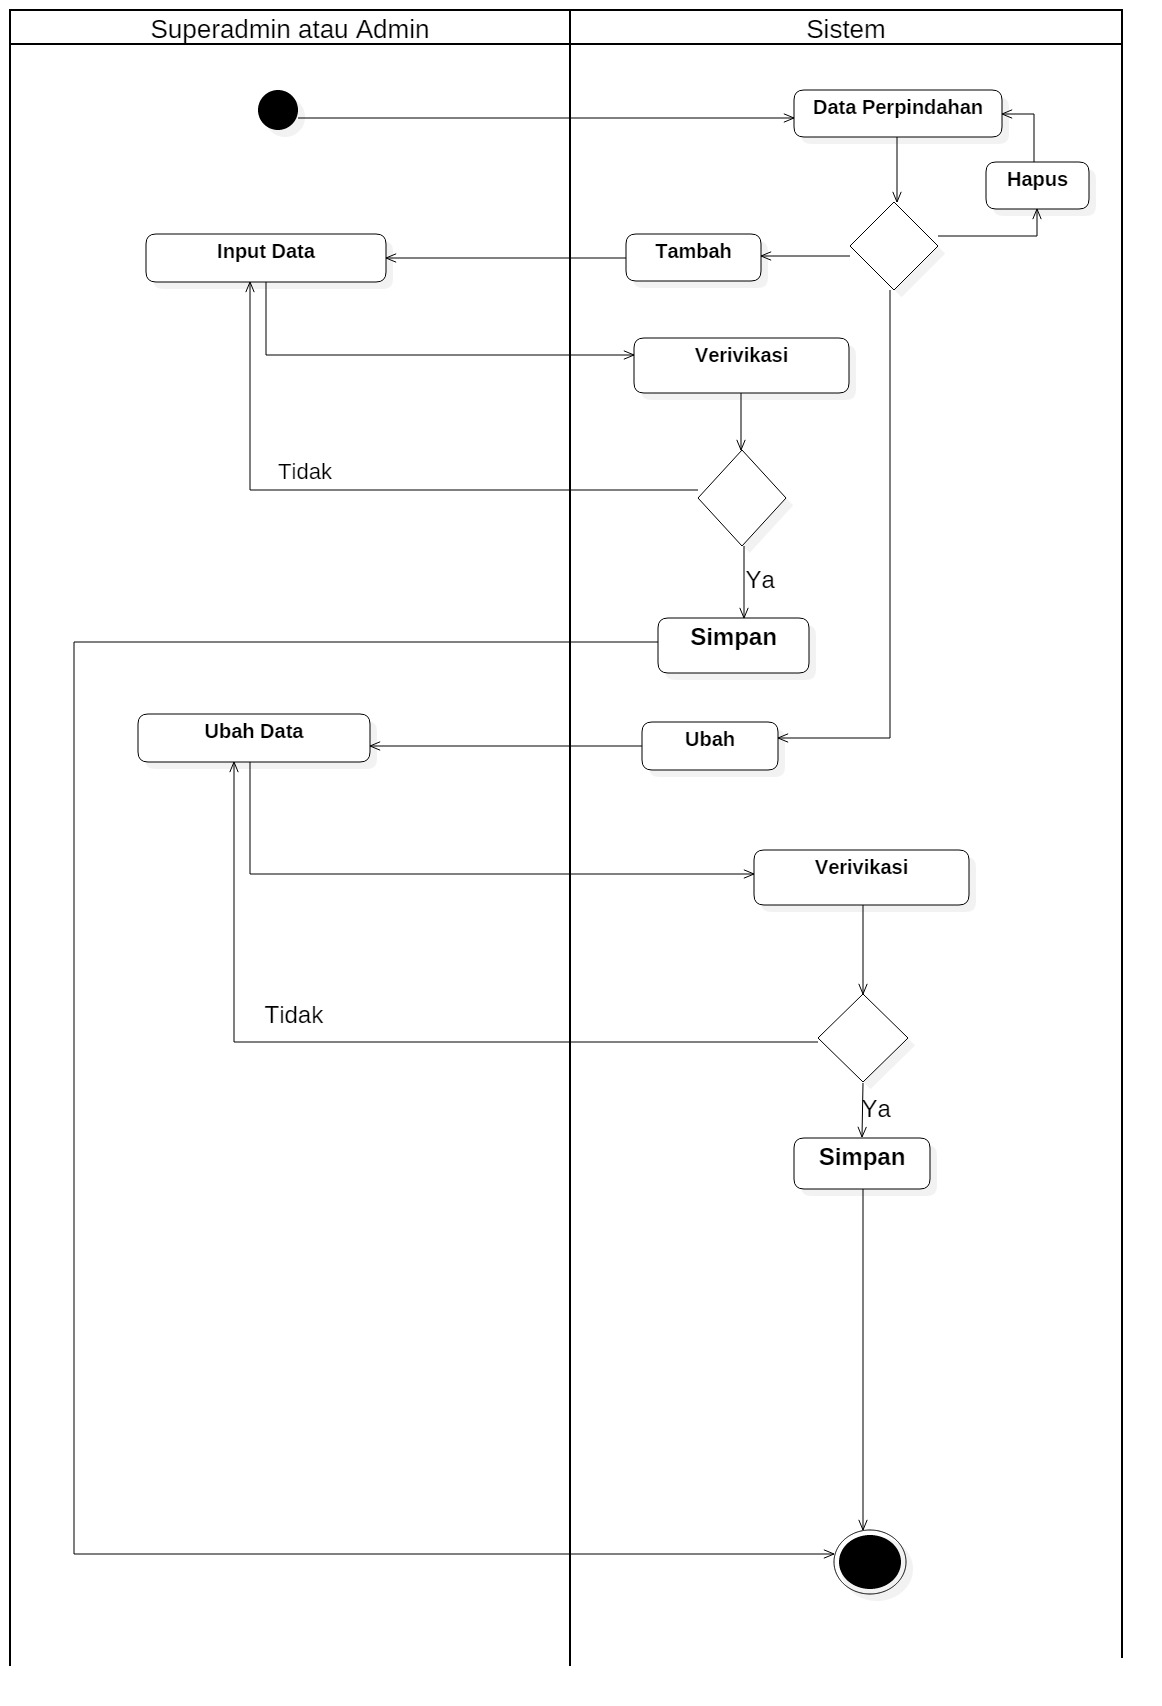 Superadmin atau Admin
Sistem
Data Perpindahan
Hapus
Input Data
Tambah
Verivikasi
Tidak
Ya
Simpan
Ubah Data
Ubah
Verivikasi
Tidak
Ya
Simpan